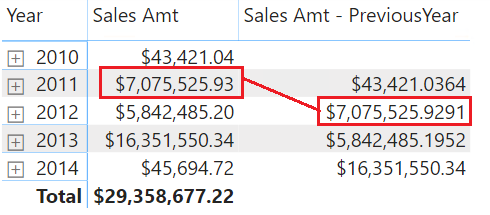 Year Sales Amt Sales Amt - PreviousYear
2010 $43,421.04
2011 $7,075,525.93 $43,421.0364
2012 $5,842,485.20 $7,075,525.9291
2013 $16,351,550.34 $5,842,485.1952
2014 $45,694.72 $16,351,550.34
Total $29,358,677.22